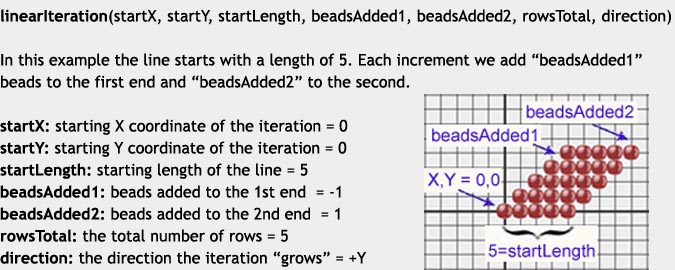 linearIteration(startX, startY, startLength, beadsAdded1, beadsAdded2, rowsTotal, direction)
In this example the line starts with a length of 5. Each increment we add “beadsAdded1”
beads to the first end and “beadsAdded2” to the second.
startX: starting X coordinate of the iteration = 0
startY: starting Y coordinate of the iteration = 0
startLength: starting length of the line = 5
beadsAdded1: beads added to the 1st end = -1
beadsAdded2: beads added to the 2nd end = 1
rowsTotal: the total number of rows = 5
direction: the direction the iteration “grows” = +Y
beadsAdded2
beadsAdded1
X,Y = 0,0
5=startLength